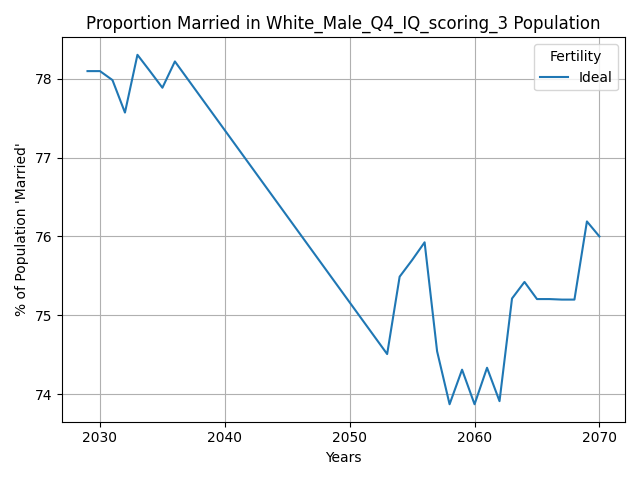 Proportion Married in White_Male_Q4_IQ_scoring_3 Population
Fertility
Ideal
% of Population 'Married'
78
77
76
75
74
2030 2040 2050 2060 2070
Years